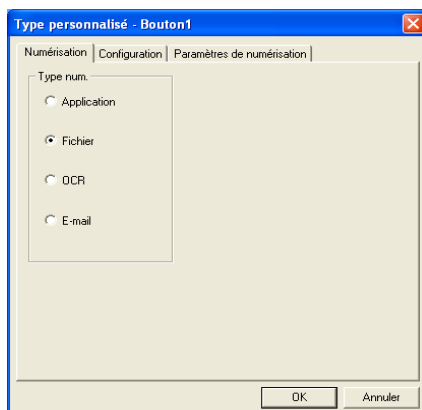 Type personnalisé - Bouton1
Numérisation Configuration Paramètres de numérisation
Type num.
Application
Fichier
OCR
E-mail
OK Annuler